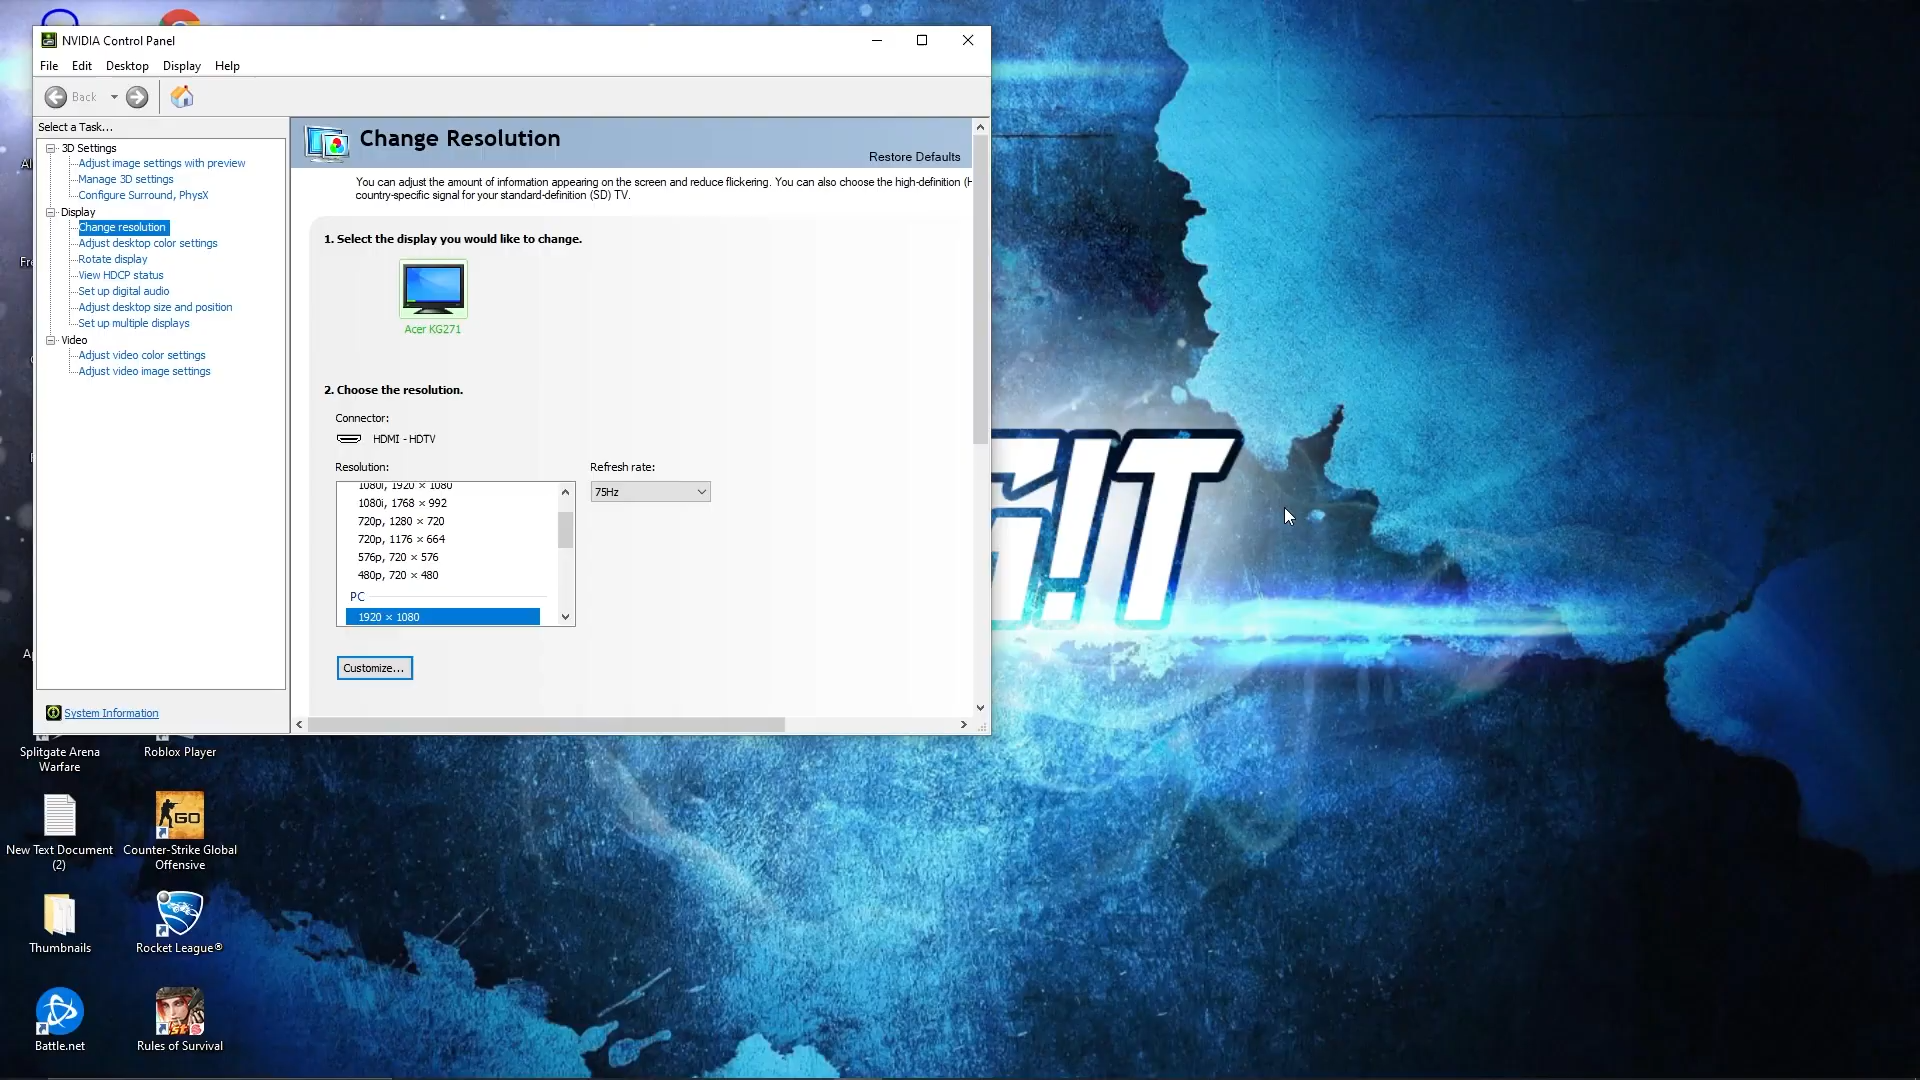 NVIDIA Control Panel
File Edit Desktop Display Help
Back
Select a Task...
3D Settings
Adjust image settings with preview
Manage 3D settings
Configure Surround, PhysX
Display
Change resolution
Adjust desktop color settings
Rotate display
View HDCP status
Set up digital audio
Adjust desktop size and position
Set up multiple displays
Video
Adjust video color settings
Adjust video image settings
System Information
Change Resolution
Restore Defaults
You can adjust the amount of information appearing on the screen and reduce flickering. You can also choose the high-definition (H
country-specific signal for your standard-definition (SD) TV.
1. Select the display you would like to change.
Acer KG271
2. Choose the resolution.
Connector:
HDMI - HDTV
Resolution:
Refresh rate:
1080i, 1920 × 1080
75Hz
1080i, 1768 × 992
720p, 1280 × 720
720p, 1176 × 664
576p, 720 × 576
480p, 720 × 480
PC
1920 × 1080
Customize...
Splitgate Arena
Warfare
Roblox Player
GO
New Text Document
(2)
Counter-Strike Global
Offensive
Thumbnails
Rocket League®
Battle.net
Rules of Survival